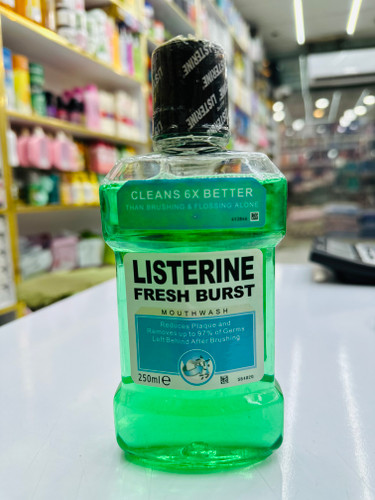 LISTERINE
LISTERINE
CLEANS 6X BETTER
THAN BRUSHING & FLOSSING ALONE
LISTERINE
FRESH BURST
MOUTHWASH
Reduces Plaque and
Removes up to 97% of Germs
Left Behind After Brushing
250ml e